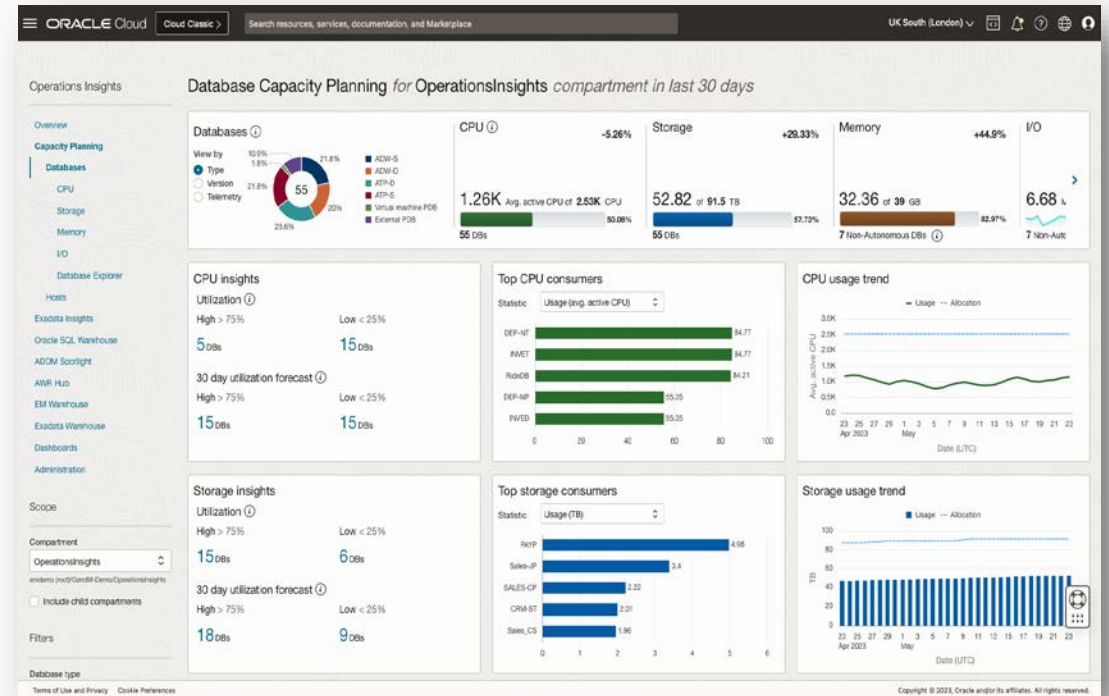 ORACLE Cloud
Cloud Classic >
Search resources, services, documentation, and Marketplace
UK South (London)
Operations Insights
Overview
Capacity Planning
Databases
CPU
Storage
Memory
I/O
Database Explorer
Hosts
Exadata Insights
Oracle SQL Warehouse
ADDM Spotlight
AWR Hub
EM Warehouse
Exadata Warehouse
Dashboards
Administration
Scope
Compartment
OperationsInsights
Include child compartments
Filters
Database type
Database Capacity Planning for OperationsInsights compartment in last 30 days
Databases
View by
Type
Version
Telemetry
10.9%
1.8%
21.8%
23.6%
20%
21.8%
55
ADW-S
ADW-D
ATP-D
ATP-S
Virtual machine PDB
External PDB
CPU
-5.26%
1.26K Avg. active CPU of 2.53K CPU
50.08%
55 DBs
Storage
+29.33%
52.82 of 91.5 TB
57.73%
55 DBs
Memory
+44.9%
32.36 of 39 GB
82.97%
7 Non-Autonomous DBs
I/O
6.68
7 Non-Aut
CPU insights
Utilization
High > 75%
Low < 25%
5 DBs
15 DBs
30 day utilization forecast
High > 75%
Low < 25%
15 DBs
15 DBs
Top CPU consumers
Statistic
Usage (avg. active CPU)
DEP-NT
84.77
INVET
84.77
RideDB
84.21
DEP-NP
55.35
INVED
55.35
0 20 40 60 80 100
CPU usage trend
Usage
Allocation
Avg. active CPU
3.0K
2.5K
2.0K
1.5K
1.0K
0.5K
0.0
23 25 27 29 1 3 5 7 9 11 13 15 17 19 21 23
Apr 2023 May
Date (UTC)
Storage insights
Utilization
High > 75%
Low < 25%
15 DBs
6 DBs
30 day utilization forecast
High > 75%
Low < 25%
18 DBs
9 DBs
Top storage consumers
Statistic
Usage (TB)
PAYP
4.98
Sales-JP
3.4
SALES-CP
2.22
CRM-ST
2.01
Sales_CS
1.96
0 1 2 3 4 5 6
Storage usage trend
Usage
Allocation
TB
100
80
60
40
20
0
23 25 27 29 1 3 5 7 9 11 13 15 17 19 21 23
Apr 2023 May
Date (UTC)
Terms of Use and Privacy
Cookie Preferences
Copyright © 2023, Oracle and/or its affiliates. All rights reserved.